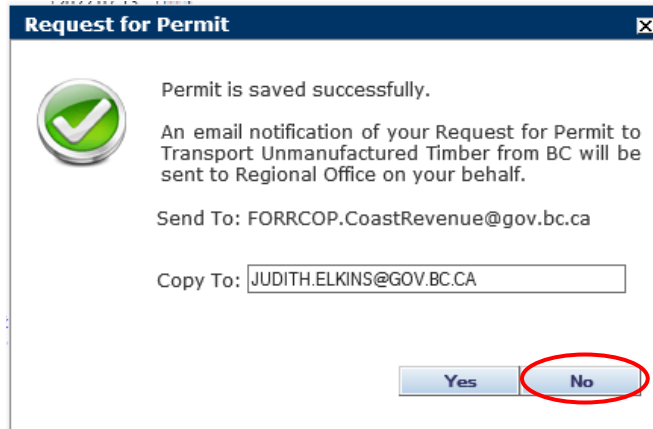 Request for Permit
Permit is saved successfully.
An email notification of your Request for Permit to
Transport Unmanufactured Timber from BC will be
sent to Regional Office on your behalf.
Send To: FORRCOP.CoastRevenue@gov.bc.ca
Copy To: JUDITH.ELKINS@GOV.BC.CA
Yes No